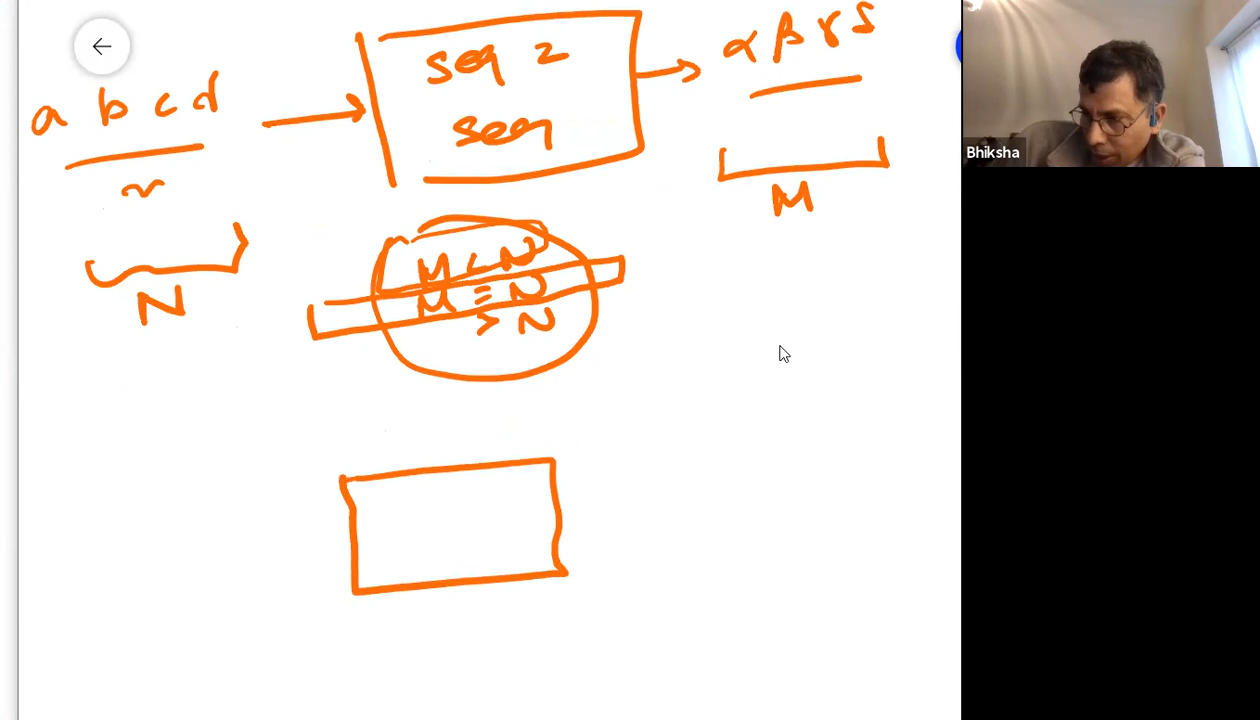 a b c d
N
seq 2
seq
α β γ δ
M
M < N
M = N
> N
Bhiksha